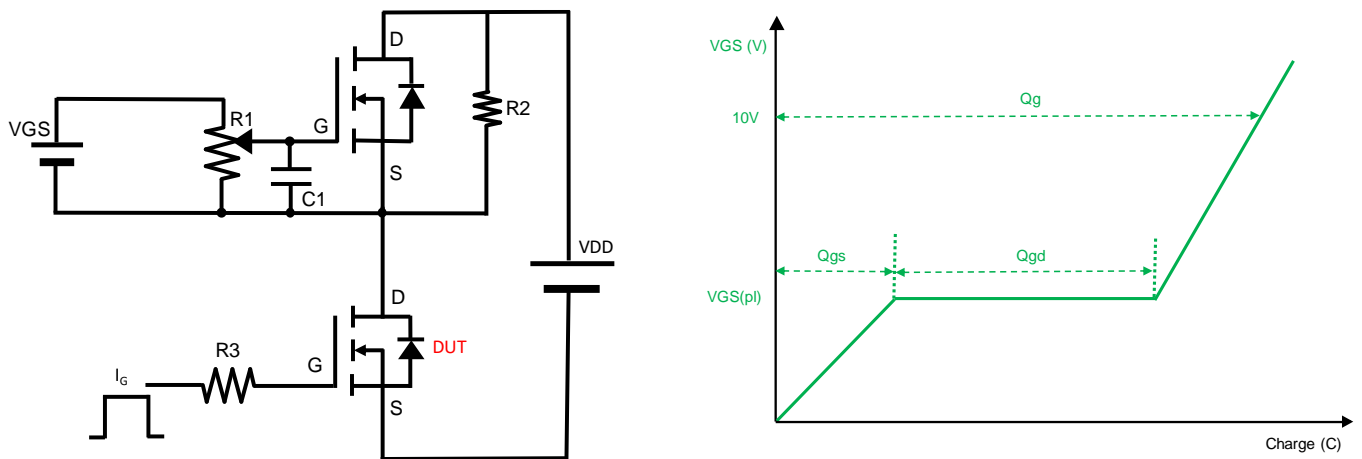 D
G
S
VGS
R1
C1
R2
VDD
D
G
S
DUT
R3
IG
VGS (V)
10V
Qg
Qgs
Qgd
VGS(pl)
Charge (C)